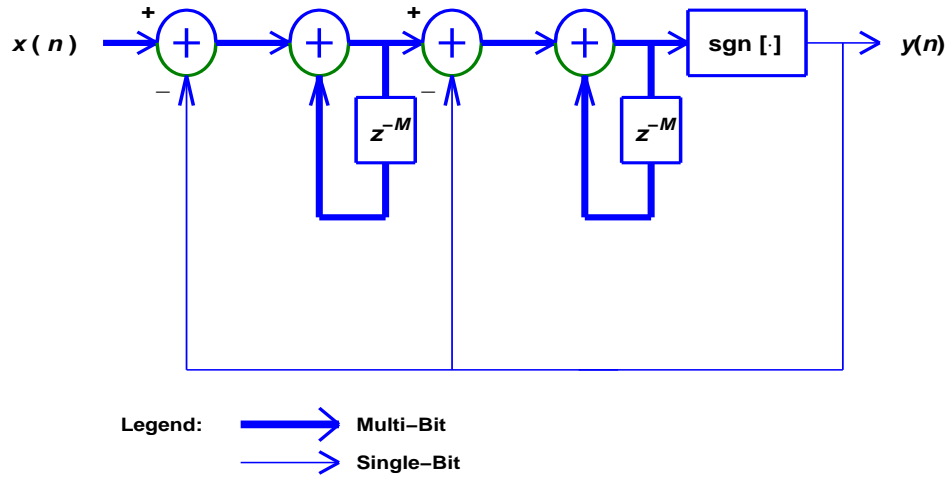 + +
x ( n ) + + + + sgn [·] y(n)
− −
z−M z−M
Legend: Multi−Bit
Single−Bit